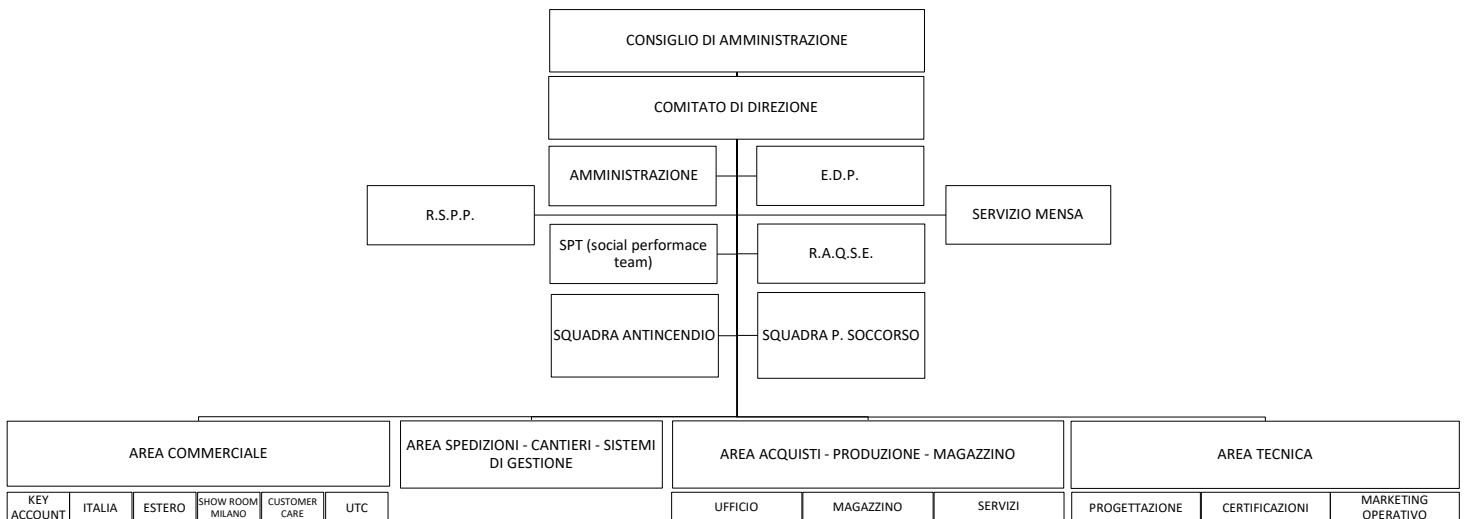 CONSIGLIO DI AMMINISTRAZIONE
COMITATO DI DIREZIONE
AMMINISTRAZIONE
E.D.P.
R.S.P.P.
SERVIZIO MENSA
SPT (social performace
team)
R.A.Q.S.E.
SQUADRA ANTINCENDIO
SQUADRA P. SOCCORSO
AREA COMMERCIALE
AREA SPEDIZIONI - CANTIERI - SISTEMI
DI GESTIONE
AREA ACQUISTI - PRODUZIONE - MAGAZZINO
AREA TECNICA
KEY
ACCOUNT
ITALIA
ESTERO
SHOW ROOM
MILANO
CUSTOMER
CARE
UTC
UFFICIO
MAGAZZINO
SERVIZI
PROGETTAZIONE
CERTIFICAZIONI
MARKETING
OPERATIVO